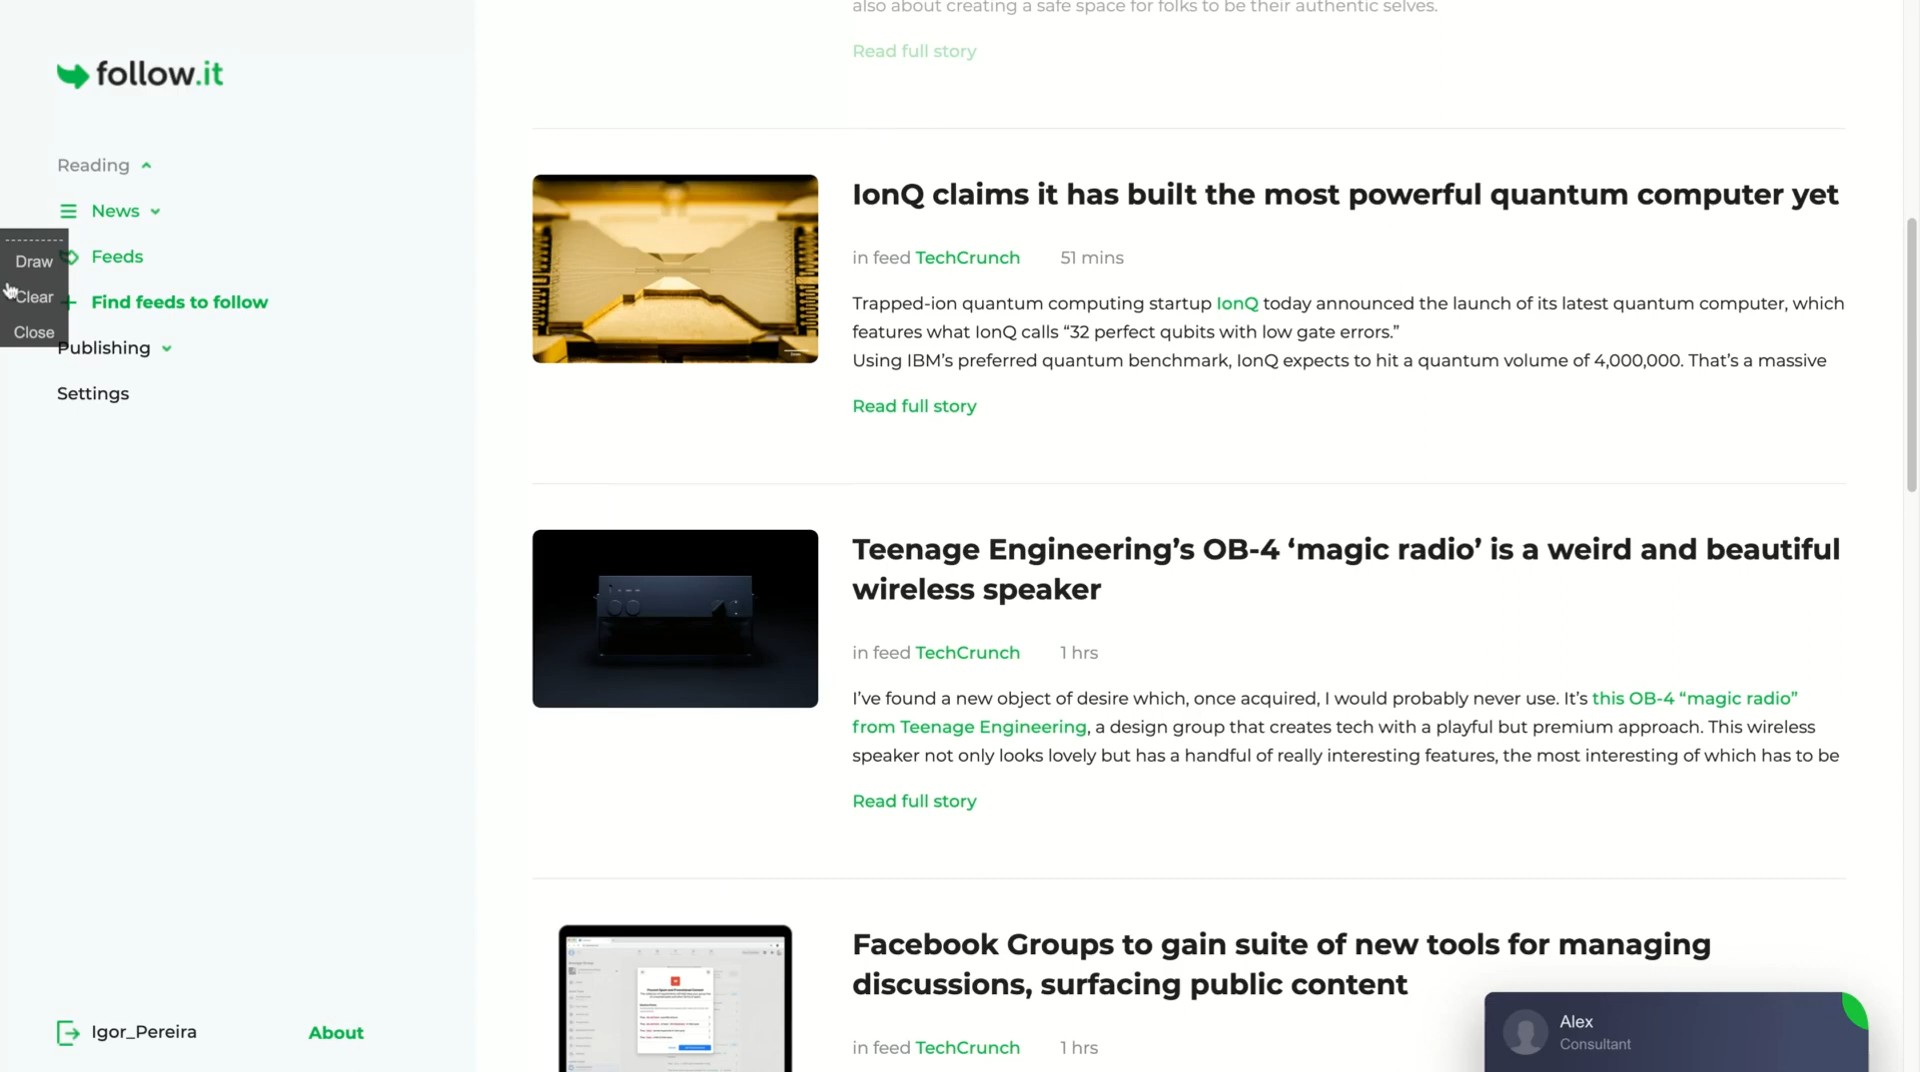 also about creating a safe space for folks to be their authentic selves.
Read full story
follow.it
Reading
News
Feeds
Find feeds to follow
Publishing
Settings
Draw
Clear
Close
IonQ claims it has built the most powerful quantum computer yet
in feed TechCrunch 51 mins
Trapped-ion quantum computing startup IonQ today announced the launch of its latest quantum computer, which
features what IonQ calls “32 perfect qubits with low gate errors.”
Using IBM’s preferred quantum benchmark, IonQ expects to hit a quantum volume of 4,000,000. That’s a massive
Read full story
Teenage Engineering’s OB-4 ‘magic radio’ is a weird and beautiful
wireless speaker
in feed TechCrunch 1 hrs
I’ve found a new object of desire which, once acquired, I would probably never use. It’s this OB-4 “magic radio”
from Teenage Engineering, a design group that creates tech with a playful but premium approach. This wireless
speaker not only looks lovely but has a handful of really interesting features, the most interesting of which has to be
Read full story
Facebook Groups to gain suite of new tools for managing
discussions, surfacing public content
in feed TechCrunch 1 hrs
Igor_Pereira
About
Alex
Consultant